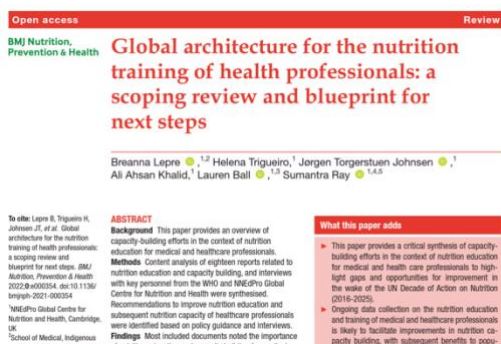 Open access
Review
BMJ Nutrition,
Prevention & Health
Global architecture for the nutrition
training of health professionals: a
scoping review and blueprint for
next steps
Breanna Lepre ,1,2 Helena Trigueiro,1 Jørgen Torgerstuen Johnsen ,1
Ali Ahsan Khalid,1 Lauren Ball ,1,3 Sumantra Ray 1,4,5
To cite: Lepre B, Trigueiro H,
Johnsen JT, et al. Global
architecture for the nutrition
training of health professionals:
a scoping review and
blueprint for next steps. BMJ
Nutrition, Prevention & Health
2022;0:e000354. doi:10.1136/
bmjnph-2021-000354
1NNEdPro Global Centre for
Nutrition and Health, Cambridge,
UK
2School of Medical, Indigenous
ABSTRACT
Background This paper provides an overview of
capacity-building efforts in the context of nutrition
education for medical and healthcare professionals.
Methods Content analysis of eighteen reports related to
nutrition education and capacity building, and interviews
with key personnel from the WHO and NNEdPro Global
Centre for Nutrition and Health were synthesised.
Recommendations to improve nutrition education and
subsequent nutrition capacity of healthcare professionals
were identified based on policy guidance and interviews.
Findings Most included documents noted the importance
What this paper adds
► This paper provides a critical synthesis of capacity-
building efforts in the context of nutrition education
for medical and health care professionals to high-
light gaps and opportunities for improvement in
the wake of the UN Decade of Action on Nutrition
(2016-2025).
► Ongoing data collection on the nutrition education
and training of medical and healthcare professionals
is likely to facilitate improvements in nutrition ca-
pacity building, with subsequent benefits to popu-